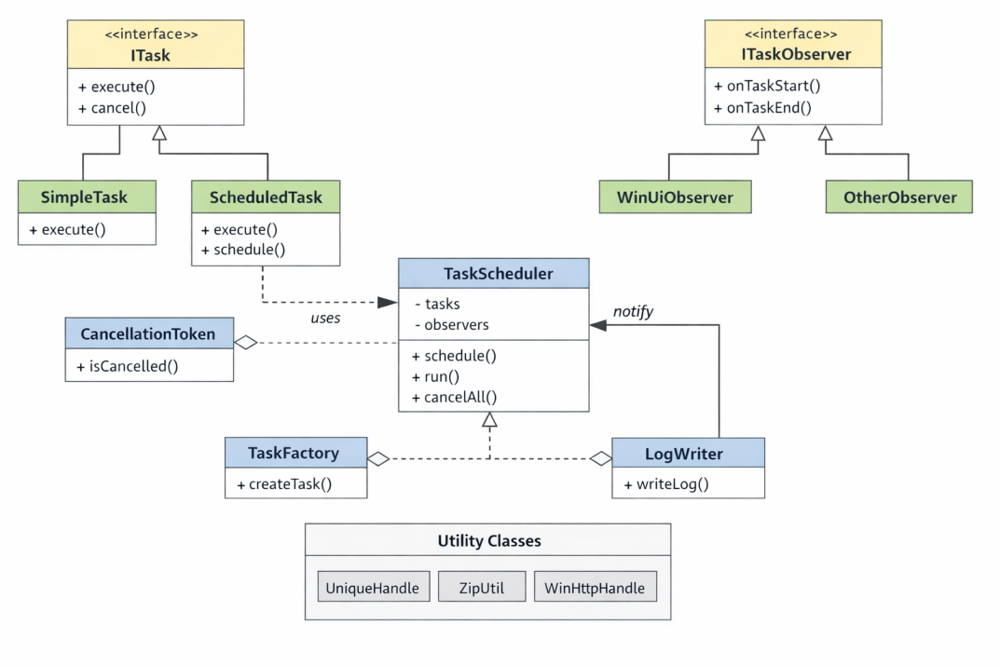 <<interface>>
ITask
+ execute()
+ cancel()
<<interface>>
ITaskObserver
+ onTaskStart()
+ onTaskEnd()
SimpleTask
+ execute()
ScheduledTask
+ execute()
+ schedule()
WinUiObserver
OtherObserver
TaskScheduler
- tasks
- observers
+ schedule()
+ run()
+ cancelAll()
uses
notify
CancellationToken
+ isCancelled()
TaskFactory
+ createTask()
LogWriter
+ writeLog()
Utility Classes
UniqueHandle
ZipUtil
WinHttpHandle